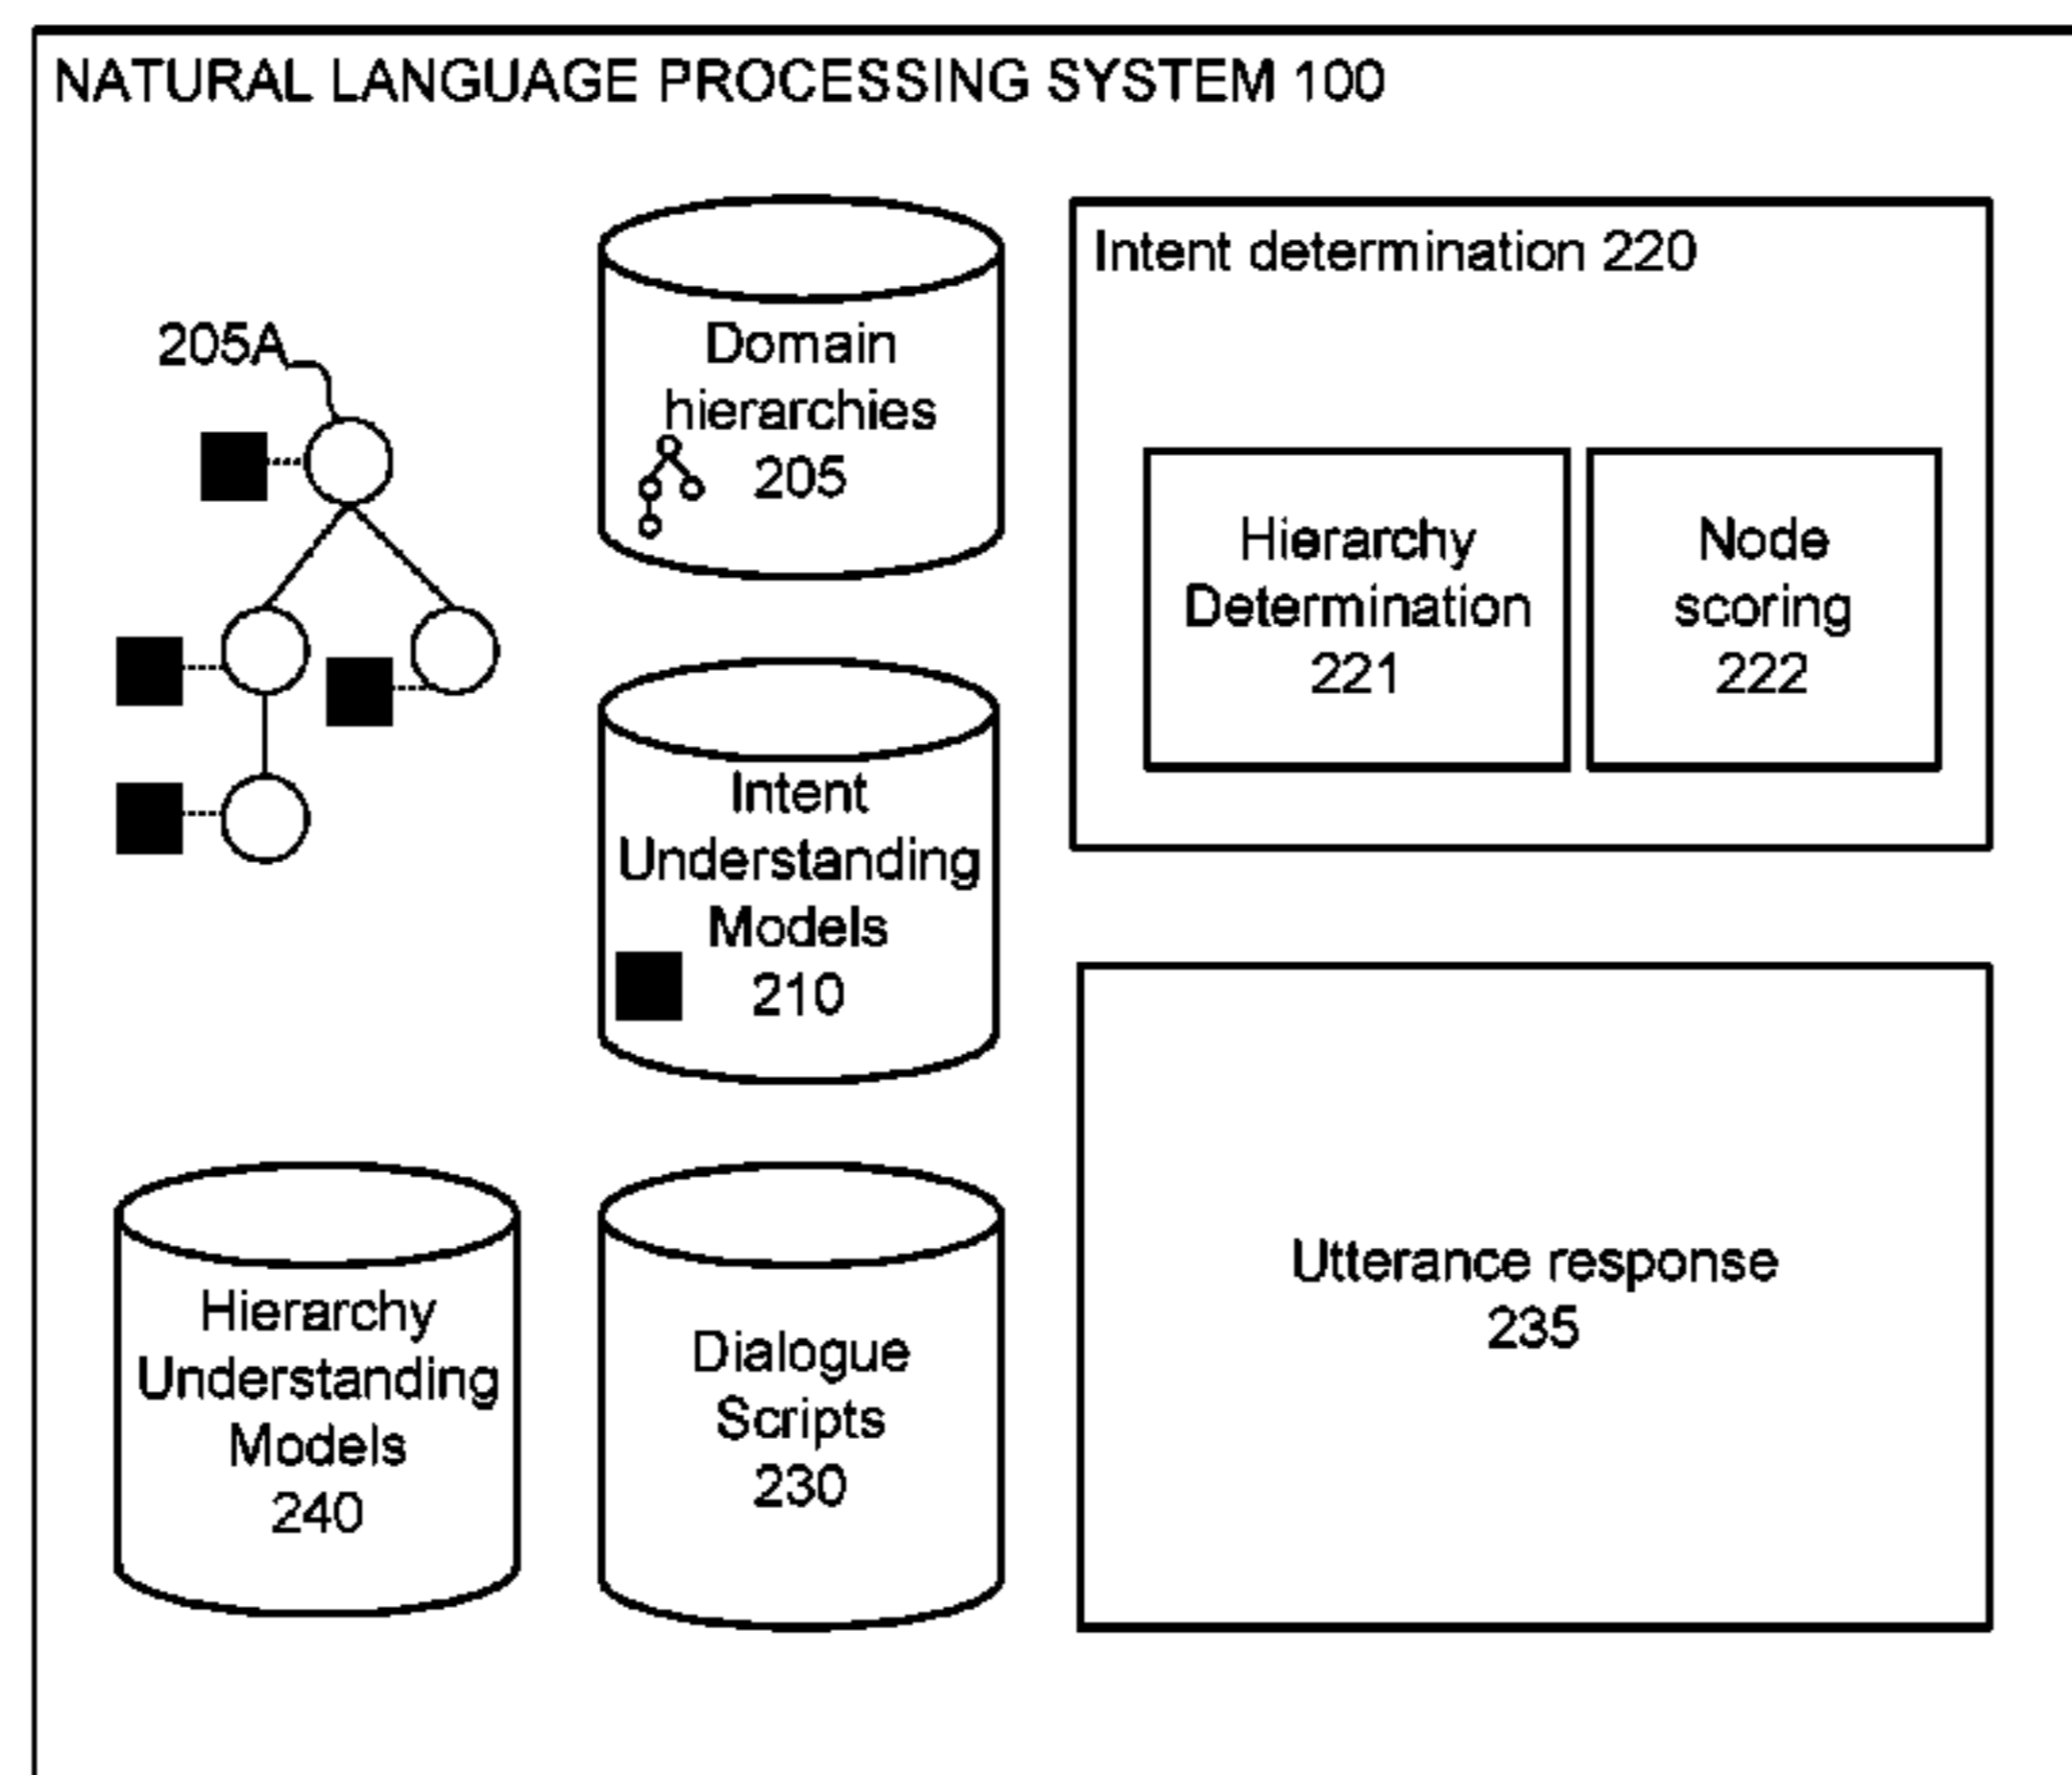 NATURAL LANGUAGE PROCESSING SYSTEM 100
205A
Domain
hierarchies
205
Intent
Understanding
Models
210
Hierarchy
Understanding
Models
240
Dialogue
Scripts
230
Intent determination 220
Hierarchy
Determination
221
Node
scoring
222
Utterance response
235